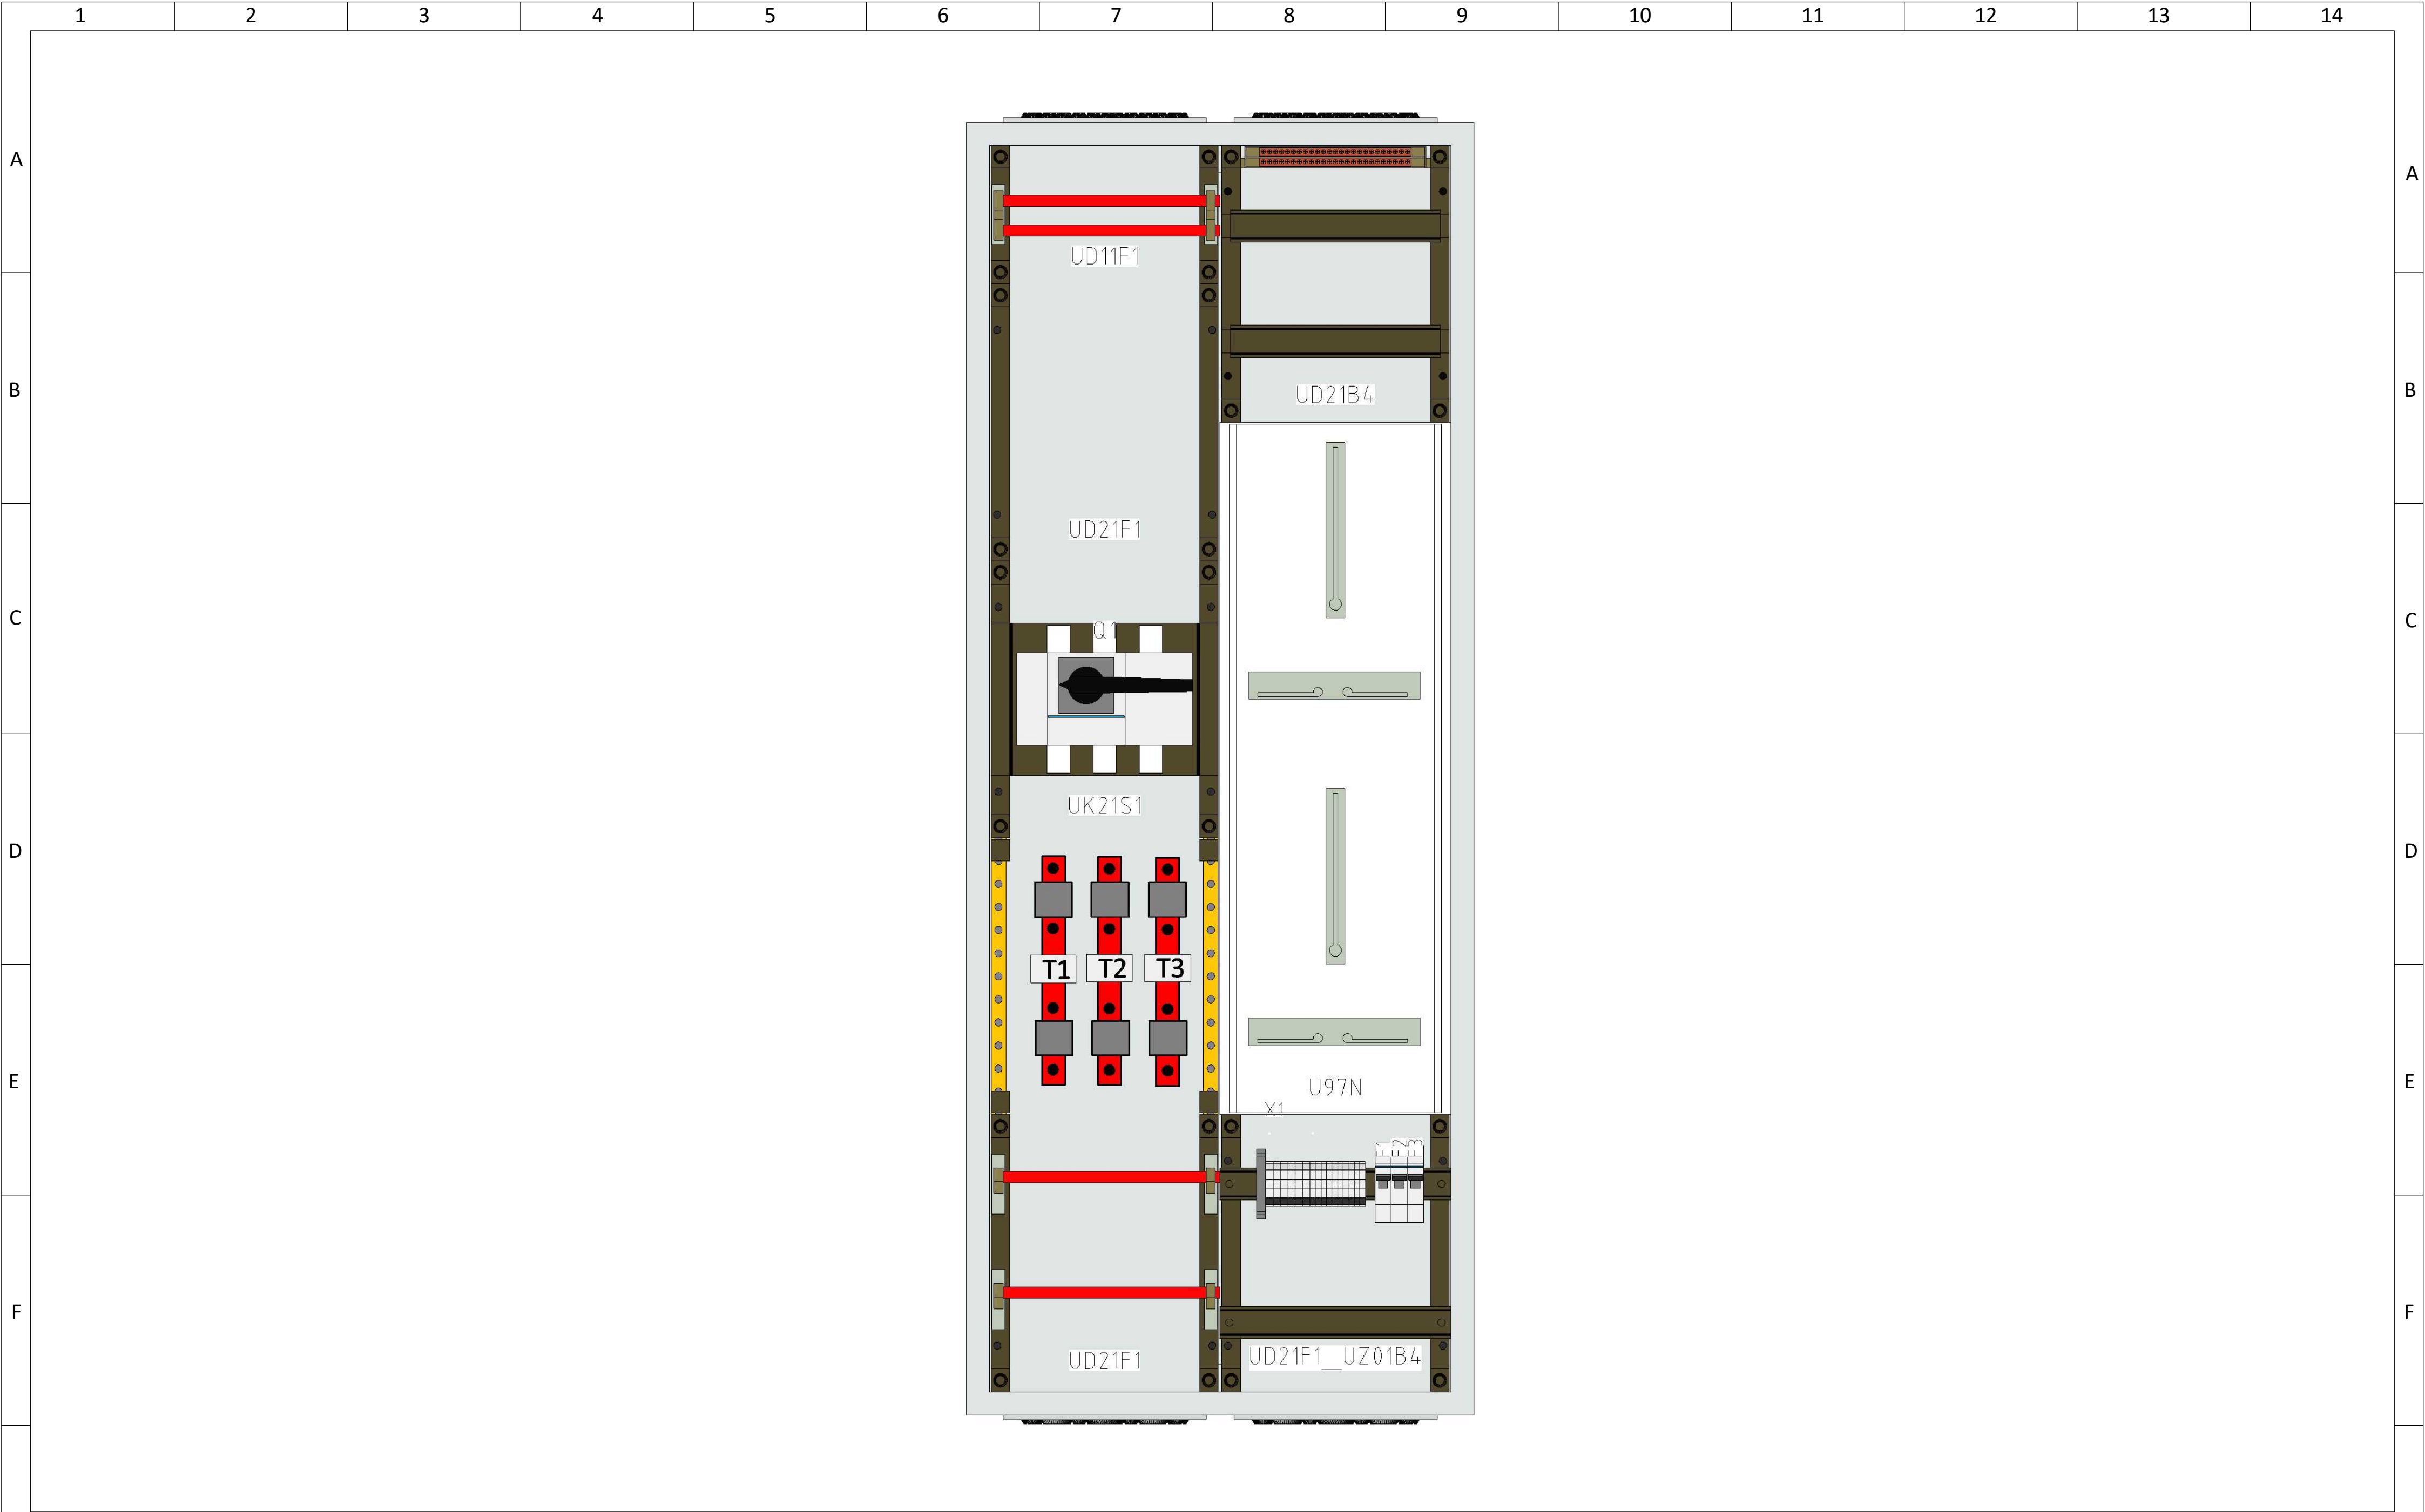 1 2 3 4 5 6 7 8 9 10 11 12 13 14
A A
UD11F1
B B
UD21B4
UD21F1
C C
Q1
UK21S1
D D
T1 T2 T3
E E
U97N
X1
F1 F2 F3
F F
UD21F1 UD21F1__UZ01B4